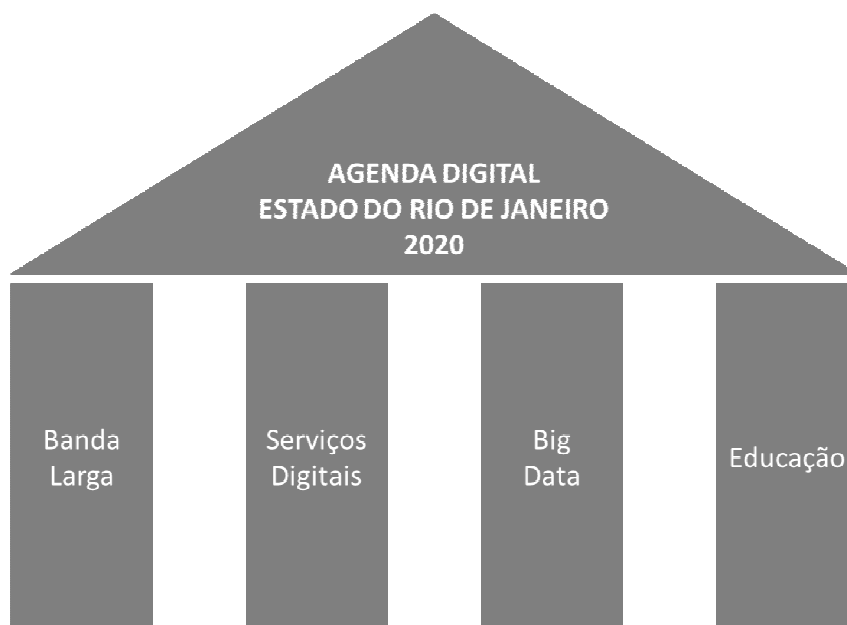 AGENDA DIGITAL
ESTADO DO RIO DE JANEIRO
2020
Banda
Larga
Serviços
Digitais
Big
Data
Educação